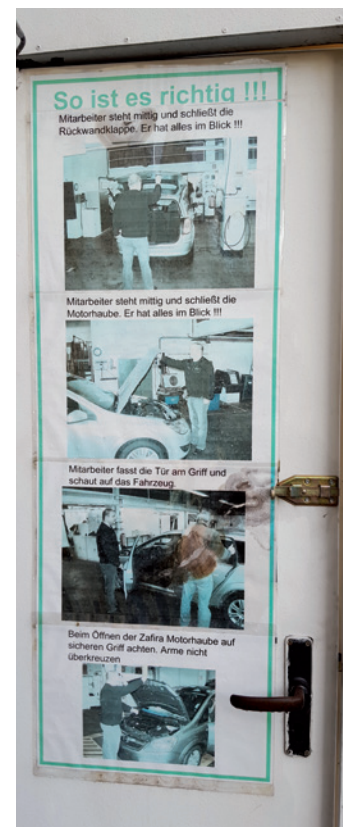 So ist es richtig !!!
Mitarbeiter steht mittig und schließt die
Rückwandklappe. Er hat alles im Blick !!!
Mitarbeiter steht mittig und schließt die
Motorhaube. Er hat alles im Blick !!!
Mitarbeiter fasst die Tür am Griff und
schaut auf das Fahrzeug.
Beim Öffnen der Zafira Motorhaube auf
sicheren Griff achten. Arme nicht
überkreuzen